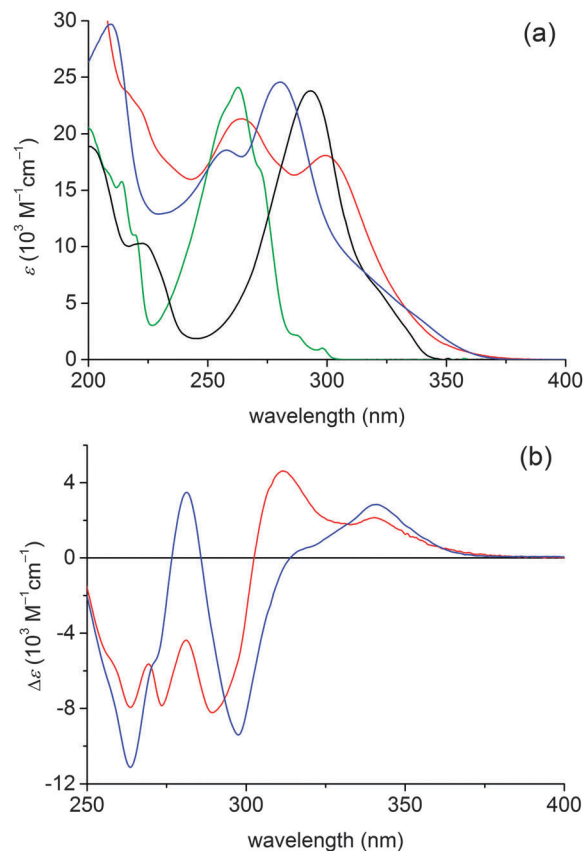 (a)
30
25
20
15
10
5
0
ε (10³ M⁻¹cm⁻¹)
200 250 300 350 400
wavelength (nm)
(b)
4
0
-4
-8
-12
Δε (10³ M⁻¹cm⁻¹)
250 300 350 400
wavelength (nm)